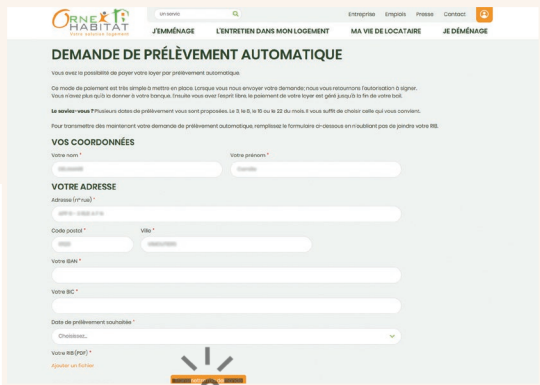 ORNE
HABITAT
Votre solution logement
Un servic
Entreprise Emplois Presse Contact
J'EMMÉNAGE L'ENTRETIEN DANS MON LOGEMENT MA VIE DE LOCATAIRE JE DÉMÉNAGE
DEMANDE DE PRÉLÈVEMENT AUTOMATIQUE
Vous avez la possibilité de payer votre loyer par prélèvement automatique.
Ce mode de paiement est très simple à mettre en place. Lorsque vous nous envoyer votre demande; nous vous retournons l'autorisation à signer.
Vous n'avez plus qu'à la donner à votre banque. Ensuite vous avez l'esprit libre, le paiement de votre loyer est géré jusqu'à la fin de votre bail.
Le saviez-vous ? Plusieurs dates de prélèvement vous sont proposées. Le 3, le 8, le 15 ou le 22 du mois, il vous suffit de choisir celle qui vous convient.
Pour transmettre dès maintenant votre demande de prélèvement automatique, remplissez le formulaire ci-dessous en n'oubliant pas de joindre votre RIB.
VOS COORDONNÉES
Votre nom * Votre prénom *
VOTRE ADRESSE
Adresse (n° rue) *
Code postal * Ville *
Votre IBAN *
Votre BIC *
Date de prélèvement souhaitée *
Choisissez...
Votre RIB (PDF) *
Ajouter un fichier